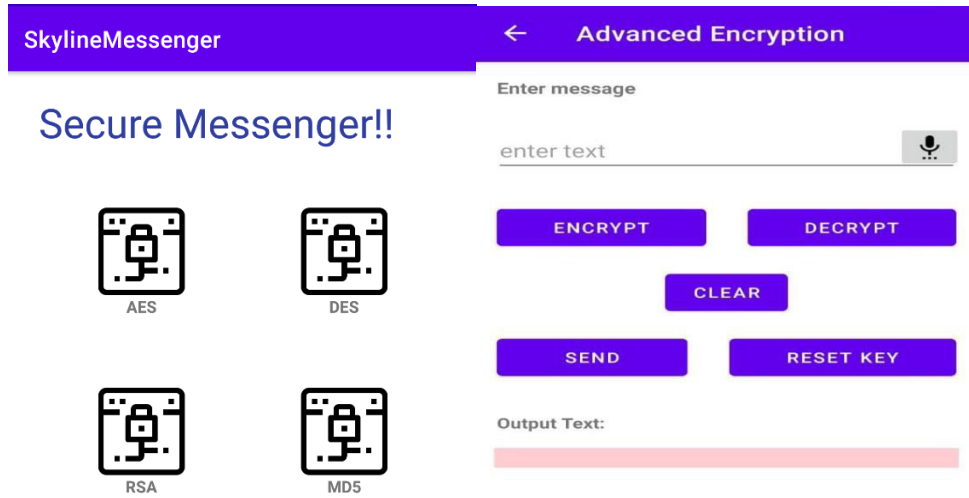 SkylineMessenger
Secure Messenger!!
AES DES
RSA MD5
Advanced Encryption
Enter message
enter text
ENCRYPT DECRYPT
CLEAR
SEND RESET KEY
Output Text: